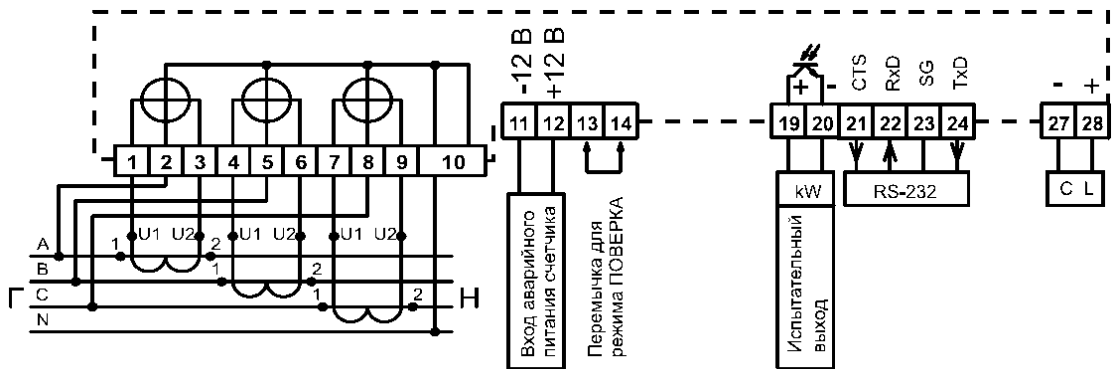 -12 В
+12 В
+
-
CTS
RxD
SG
TxD
-
+
11 12 13 14
19 20 21 22 23 24
27 28
1 2 3 4 5 6 7 8 9 10
kW
RS-232
C L
U1 U2 U1 U2 U1 U2
A 1 2
B 1 2
C 1 2
N
Г
Н
Вход аварийного
питания счетчика
Перемычка для
режима ПОВЕРКА
Испытательный
выход